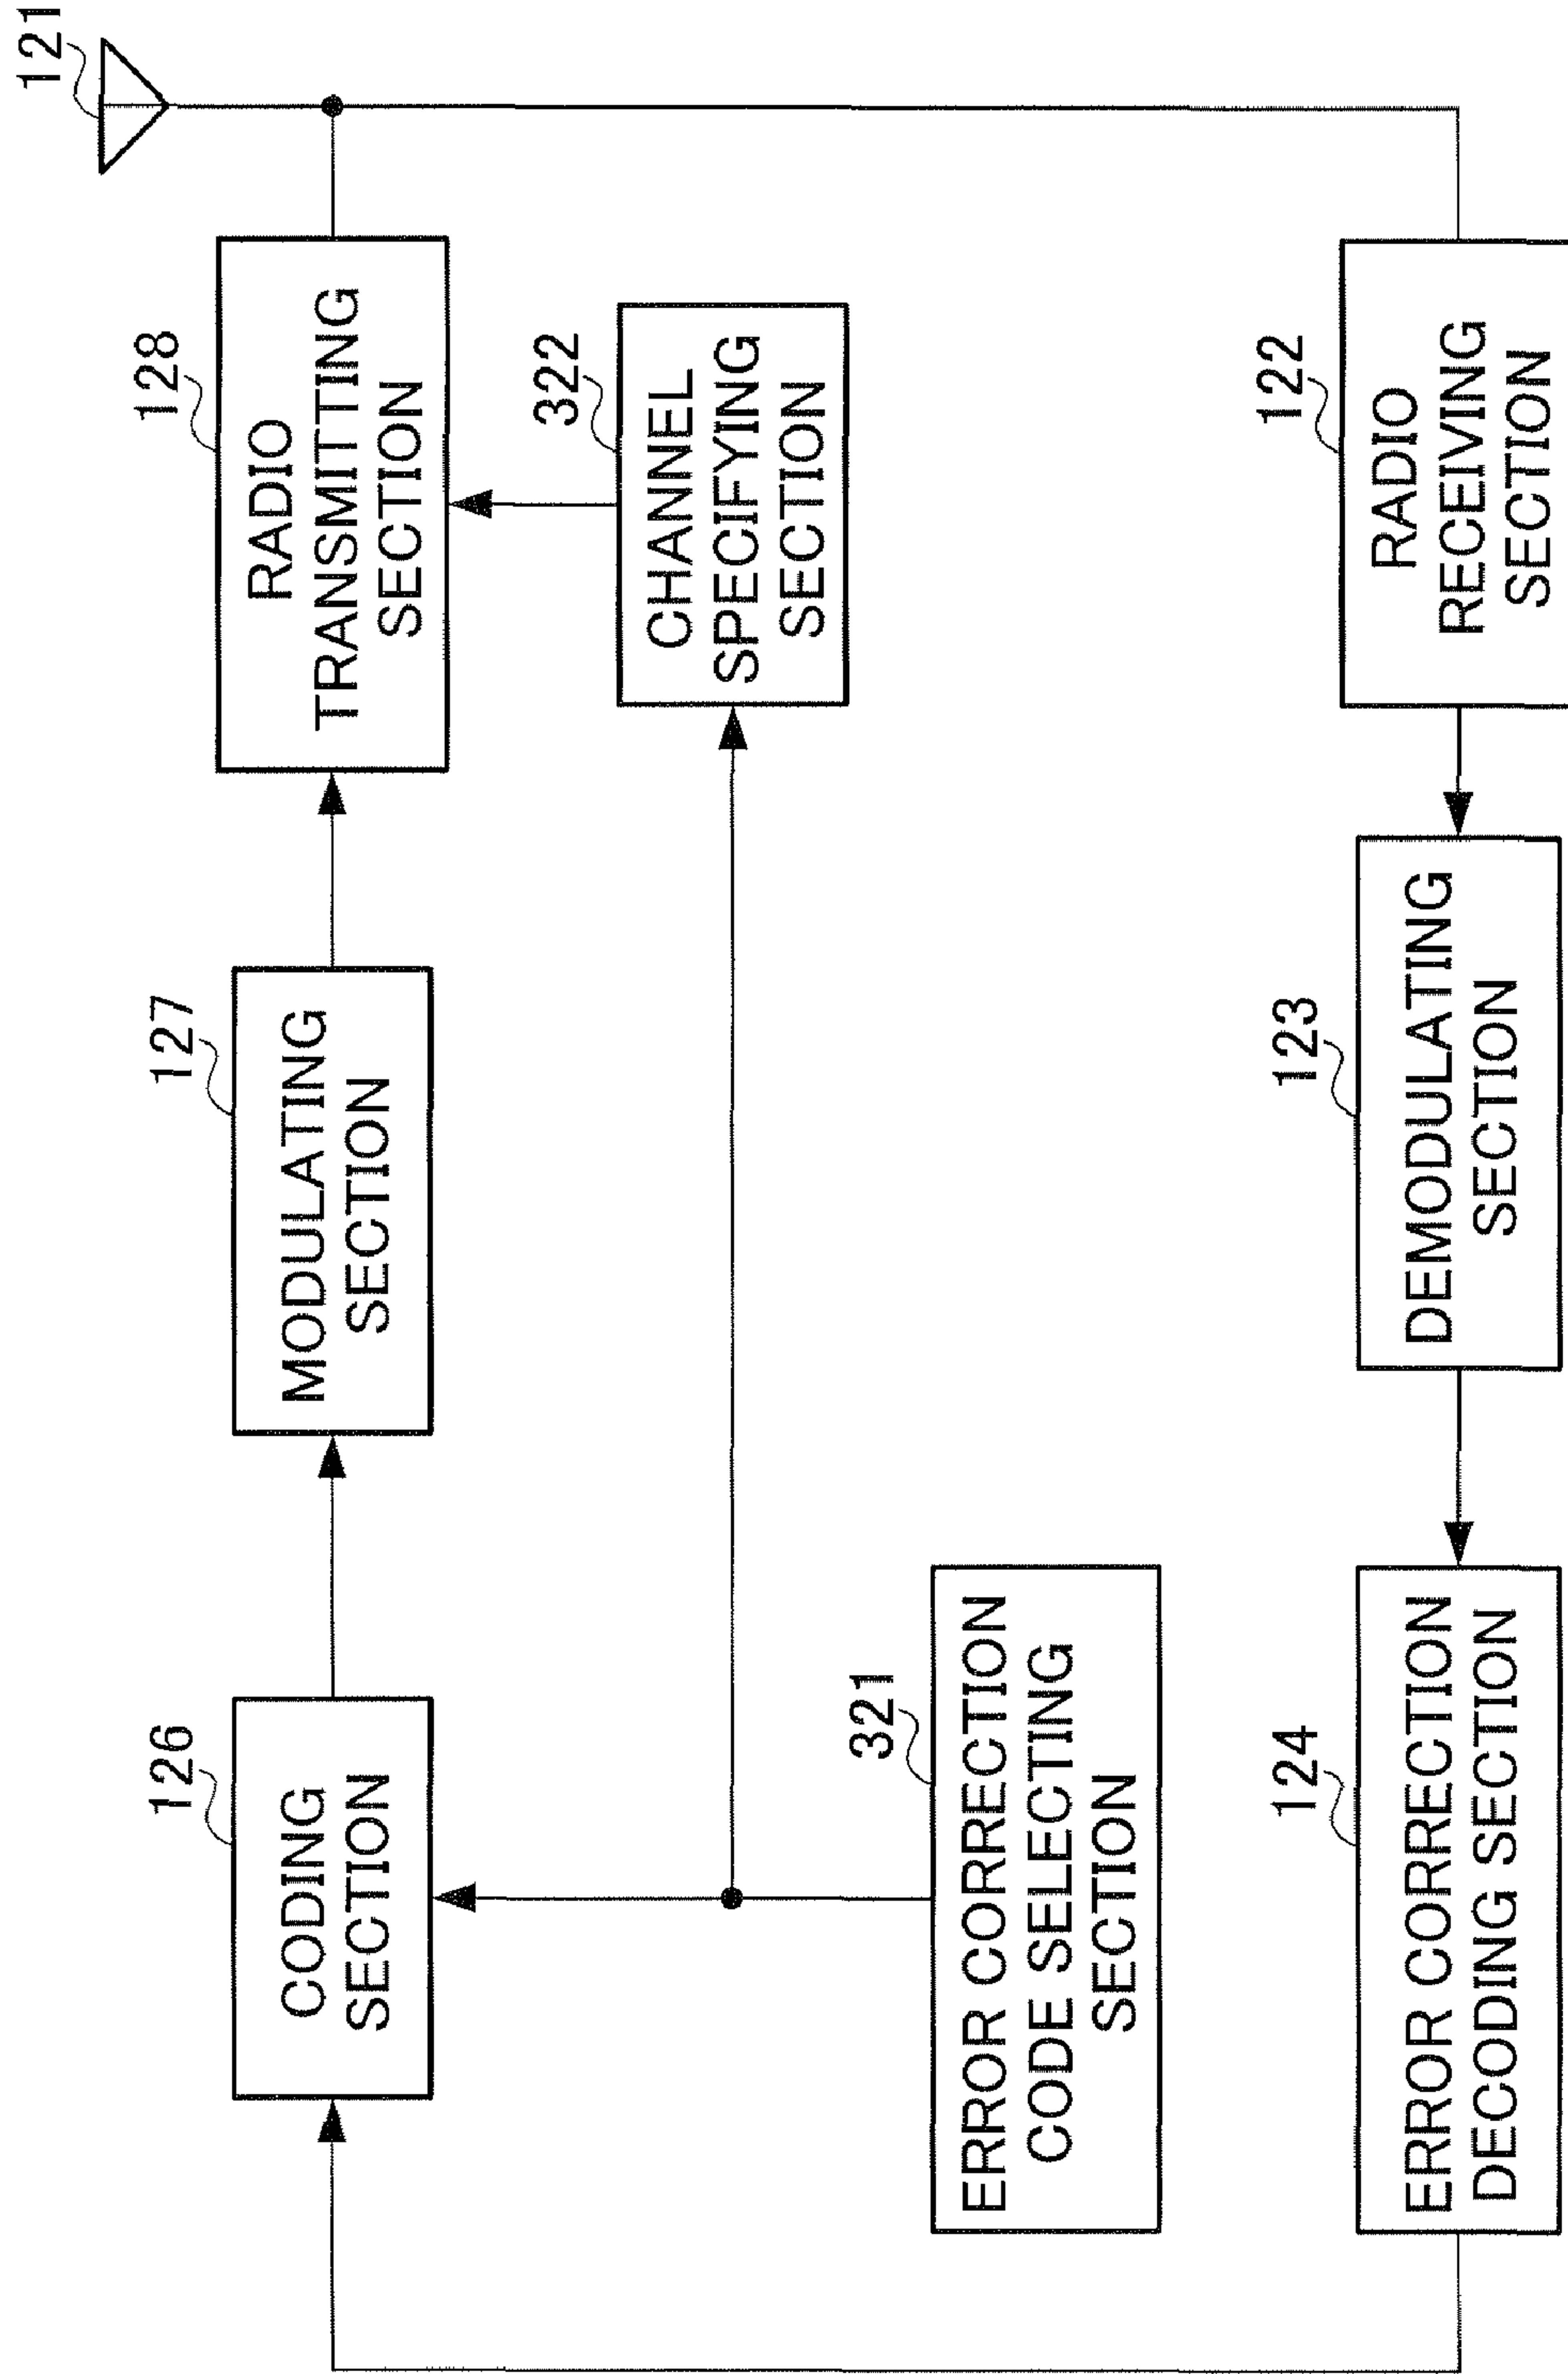 121
126
CODING
SECTION
127
MODULATING
SECTION
128
RADIO
TRANSMITTING
SECTION
322
CHANNEL
SPECIFYING
SECTION
321
ERROR CORRECTION
CODE SELECTING
SECTION
124
ERROR CORRECTION
DECODING SECTION
123
DEMODULATING
SECTION
122
RADIO
RECEIVING
SECTION